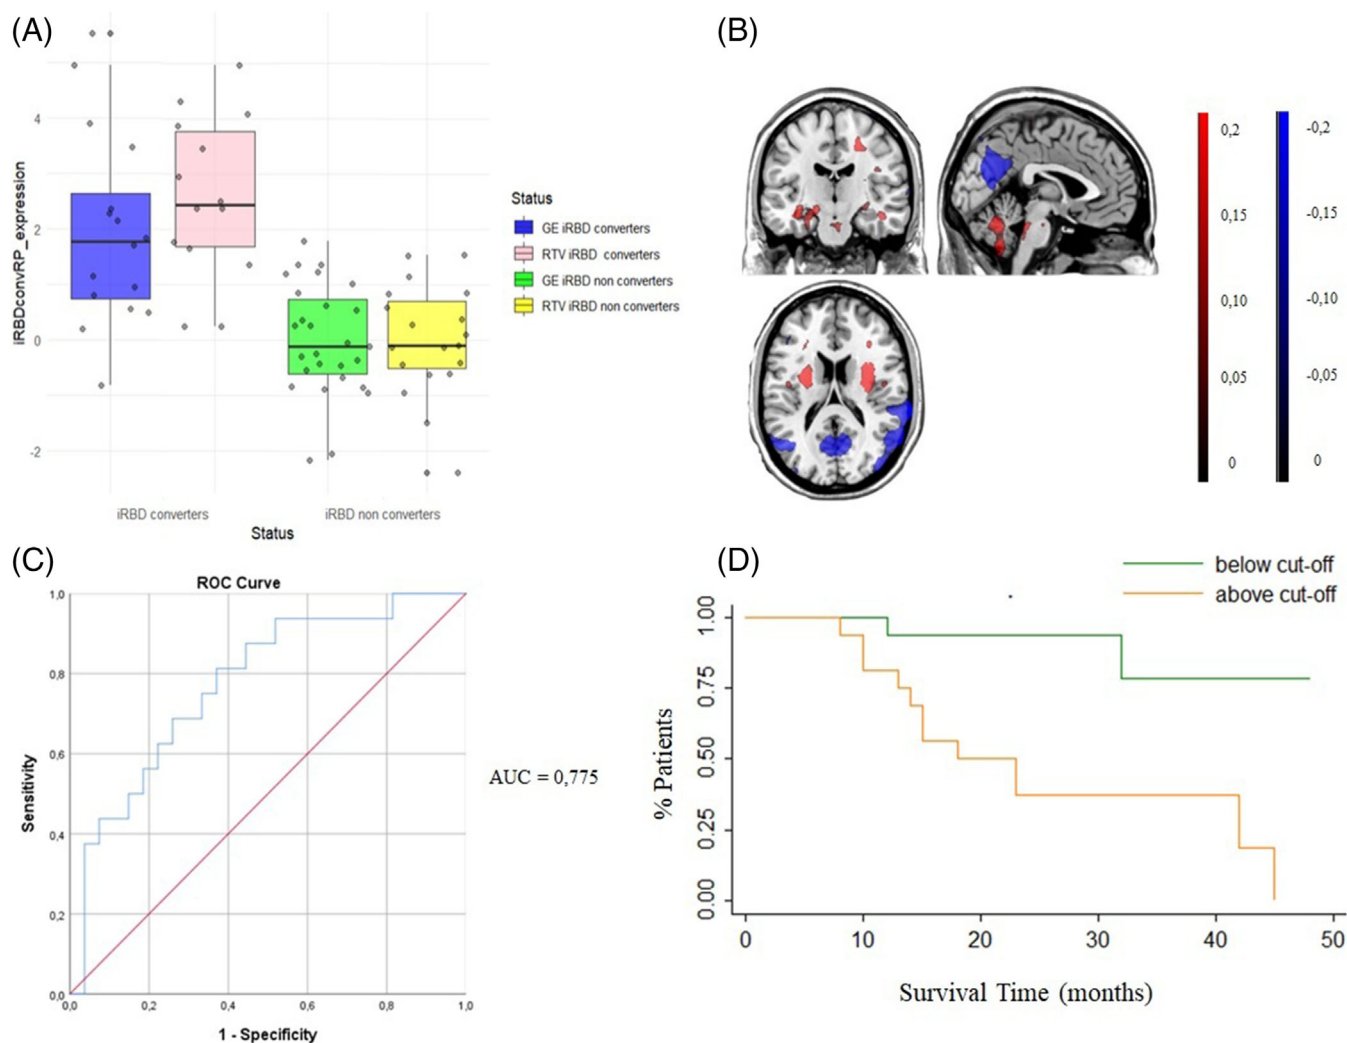 (A)
iRBDconvRP_expression
4
2
0
-2
iRBD converters
iRBD non converters
Status
Status
GE iRBD converters
RTV iRBD converters
GE iRBD non converters
RTV iRBD non converters
(B)
0,2
0,15
0,10
0,05
0
-0,2
-0,15
-0,10
-0,05
0
(C)
ROC Curve
Sensitivity
1,0
0,8
0,6
0,4
0,2
0,0
0,0
0,2
0,4
0,6
0,8
1,0
1 - Specificity
AUC = 0,775
(D)
below cut-off
above cut-off
% Patients
1.00
0.75
0.50
0.25
0.00
0
10
20
30
40
50
Survival Time (months)